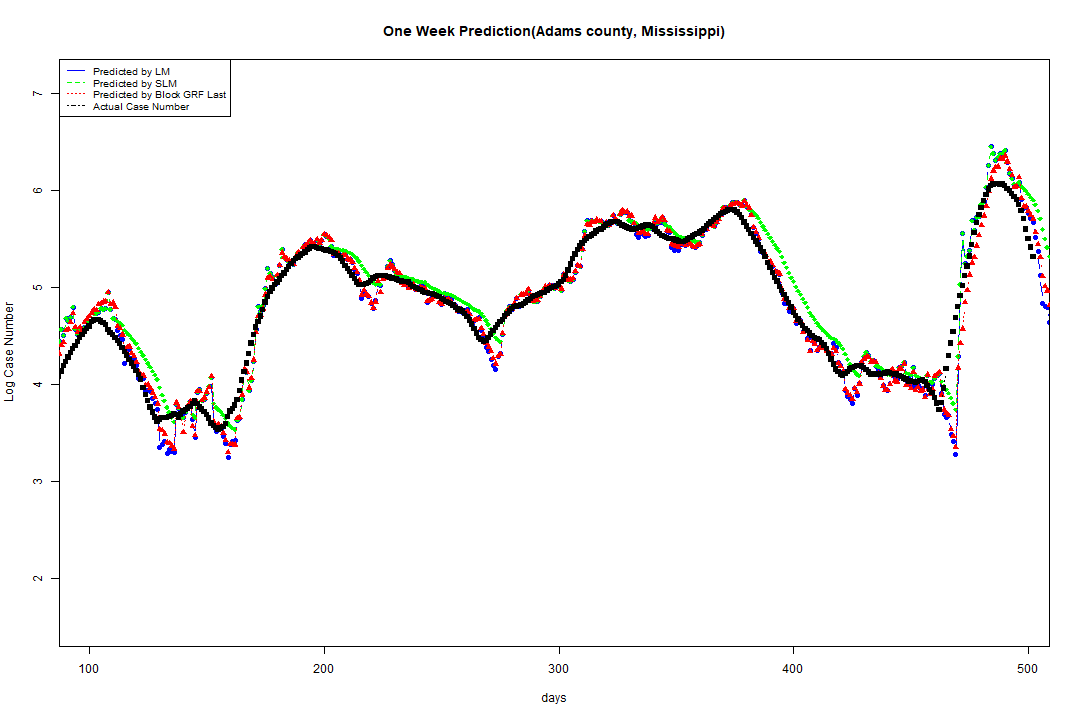 One Week Prediction(Adams county, Mississippi)
Predicted by LM
Predicted by SLM
Predicted by Block GRF Last
Actual Case Number
7
6
5
4
3
2
Log Case Number
100 200 300 400 500
days